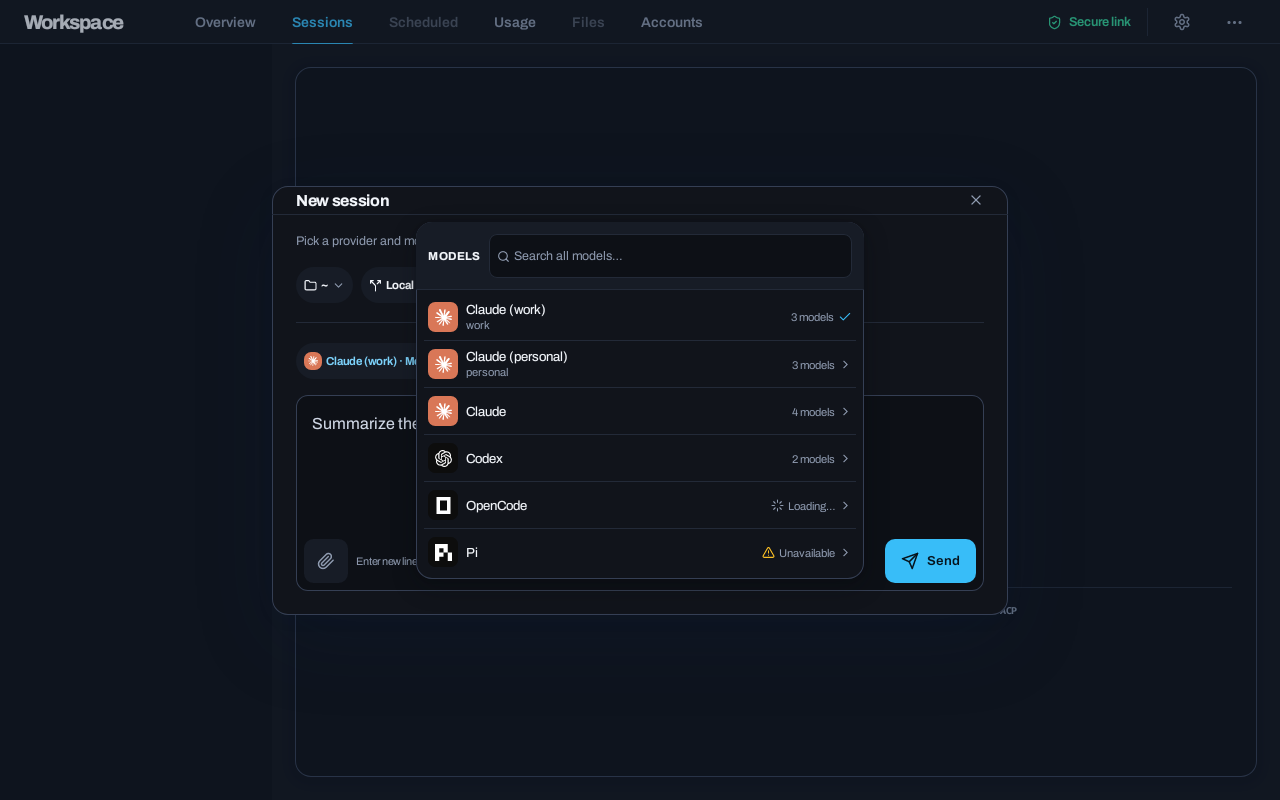 Workspace
Overview
Sessions
Scheduled
Usage
Files
Accounts
Secure link
New session
Pick a provider and
MODELS
Search all models...
~
Local
Claude (work)
work
3 models
Claude (personal)
personal
3 models
Claude (work) ·
Claude
4 models
Summarize the
Codex
2 models
OpenCode
Loading...
Pi
Unavailable
Enter new line
Send
ACP